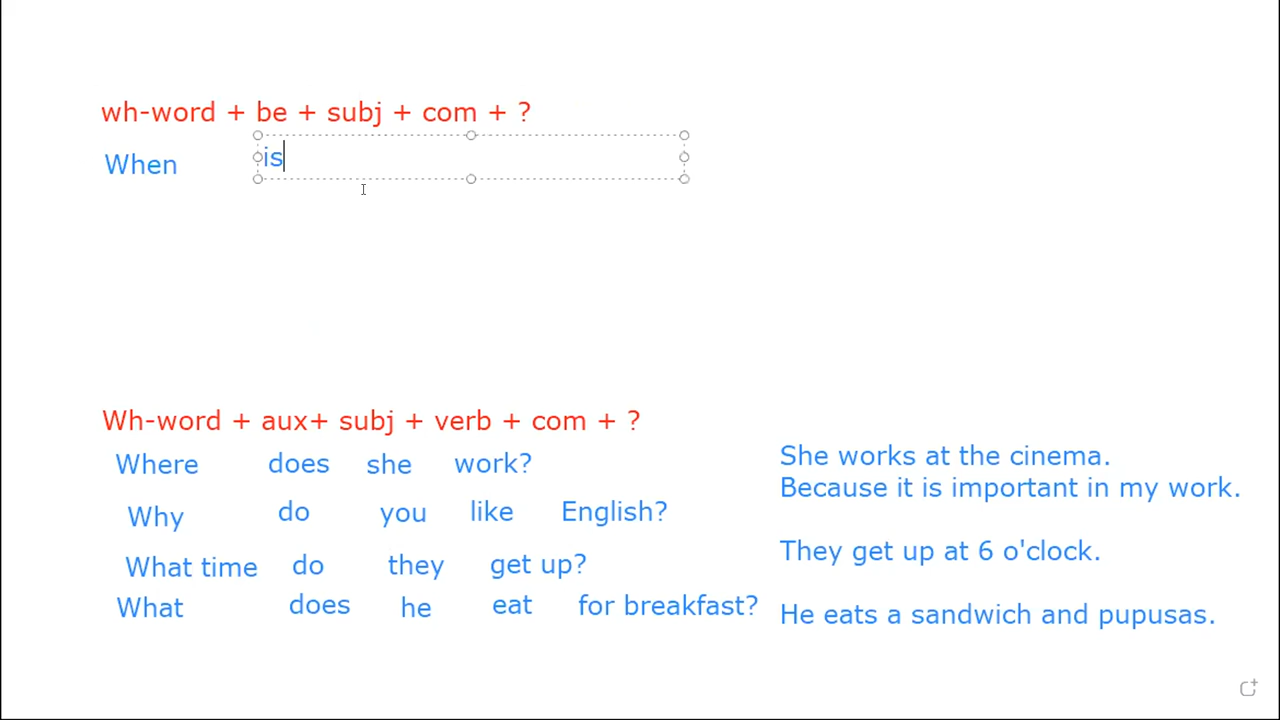 wh-word + be + subj + com + ?
When is
Wh-word + aux+ subj + verb + com + ?
Where does she work?
She works at the cinema.
Why do you like English?
Because it is important in my work.
What time do they get up?
They get up at 6 o'clock.
What does he eat for breakfast?
He eats a sandwich and pupusas.